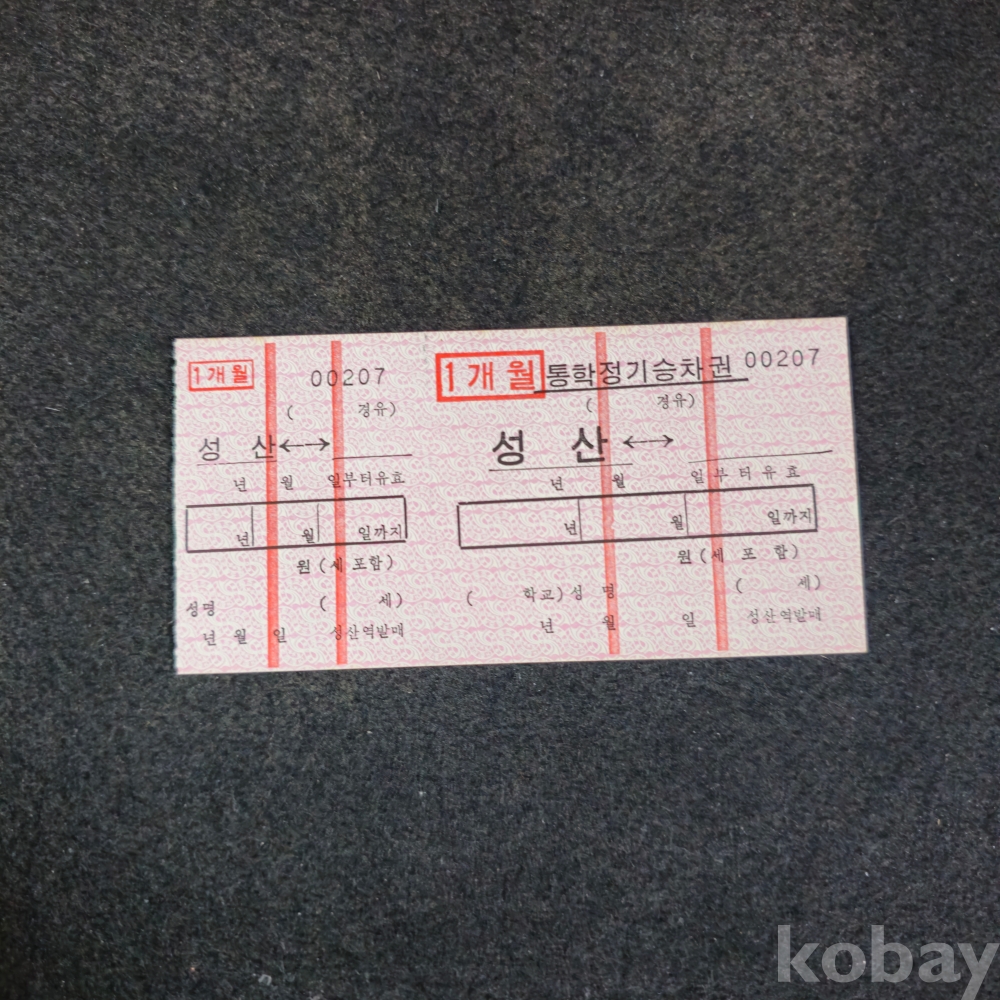 1개월 00207
( 경유)
성 산 ←→
년 월 일부터유효
년 월 일까지
원 (세 포함)
성명 ( 세)
년 월 일 성산역발매
1개월 통학정기승차권 00207
( 경유)
성 산 ←→
년 월 일부터유효
년 월 일까지
원 (세 포 함)
( 학교) 성 명 ( 세)
년 월 일 성산역발매
kobay